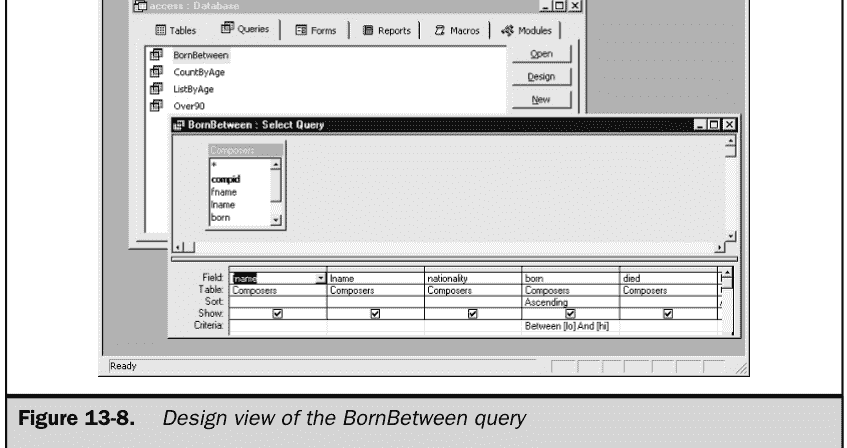 access : Database
Tables Queries Forms Reports Macros Modules
BornBetween Open
CountByAge
ListByAge Design
Over90 New
BornBetween : Select Query
Composers
*
compid
fname
lname
born
Field: fname lname nationality born died
Table: Composers Composers Composers Composers Composers
Sort: Ascending
Show:
Criteria: Between [lo] And [hi]
Ready
Figure 13-8. Design view of the BornBetween query